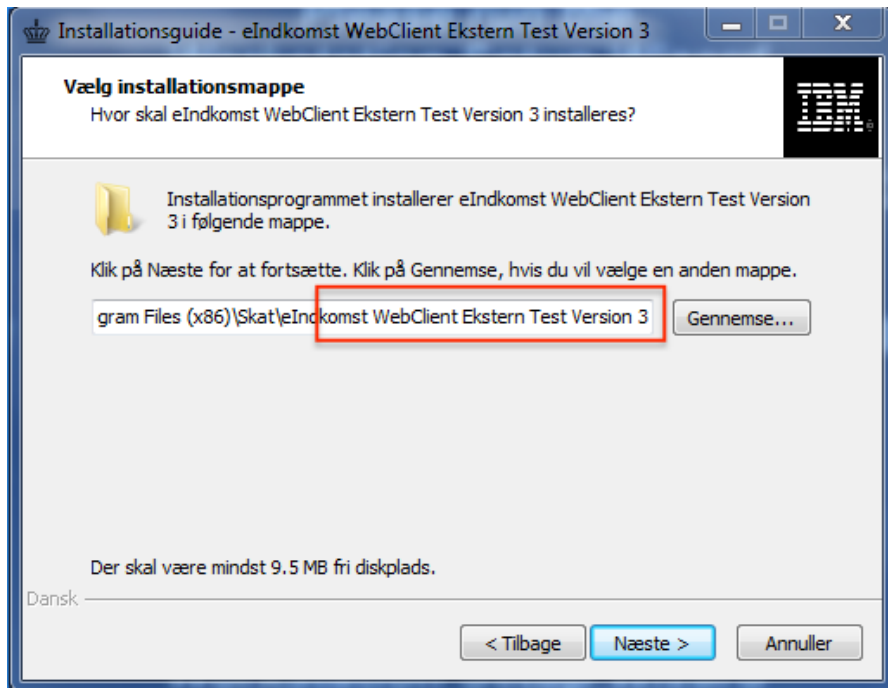 Installationsguide - eIndkomst WebClient Ekstern Test Version 3
Vælg installationsmappe
Hvor skal eIndkomst WebClient Ekstern Test Version 3 installeres?
IBM
Installationsprogrammet installerer eIndkomst WebClient Ekstern Test Version
3 i følgende mappe.
Klik på Næste for at fortsætte. Klik på Gennemse, hvis du vil vælge en anden mappe.
gram Files (x86)\Skat\eIndkomst WebClient Ekstern Test Version 3
Gennemse...
Der skal være mindst 9.5 MB fri diskplads.
Dansk
< Tilbage
Næste >
Annuller